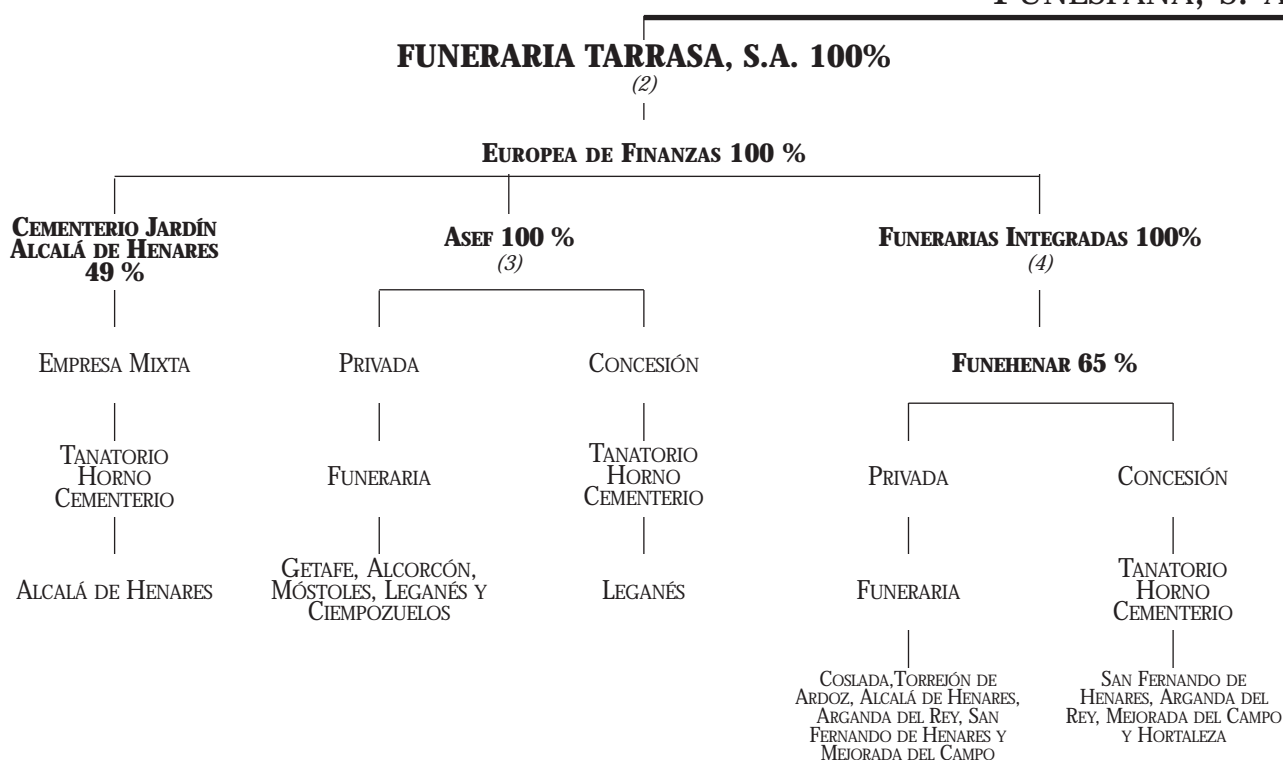 FUNESPAÑA, S. A
FUNERARIA TARRASA, S.A. 100%
(2)
EUROPEA DE FINANZAS 100 %
CEMENTERIO JARDÍN
ALCALÁ DE HENARES
49 %
ASEF 100 %
(3)
FUNERARIAS INTEGRADAS 100%
(4)
EMPRESA MIXTA
PRIVADA
CONCESIÓN
FUNEHENAR 65 %
TANATORIO
HORNO
CEMENTERIO
FUNERARIA
TANATORIO
HORNO
CEMENTERIO
PRIVADA
CONCESIÓN
ALCALÁ DE HENARES
GETAFE, ALCORCÓN,
MÓSTOLES, LEGANÉS Y
CIEMPOZUELOS
LEGANÉS
FUNERARIA
TANATORIO
HORNO
CEMENTERIO
COSLADA,TORREJÓN DE
ARDOZ, ALCALÁ DE HENARES,
ARGANDA DEL REY, SAN
FERNANDO DE HENARES Y
MEJORADA DEL CAMPO
SAN FERNANDO DE
HENARES, ARGANDA DEL
REY, MEJORADA DEL CAMPO
Y HORTALEZA